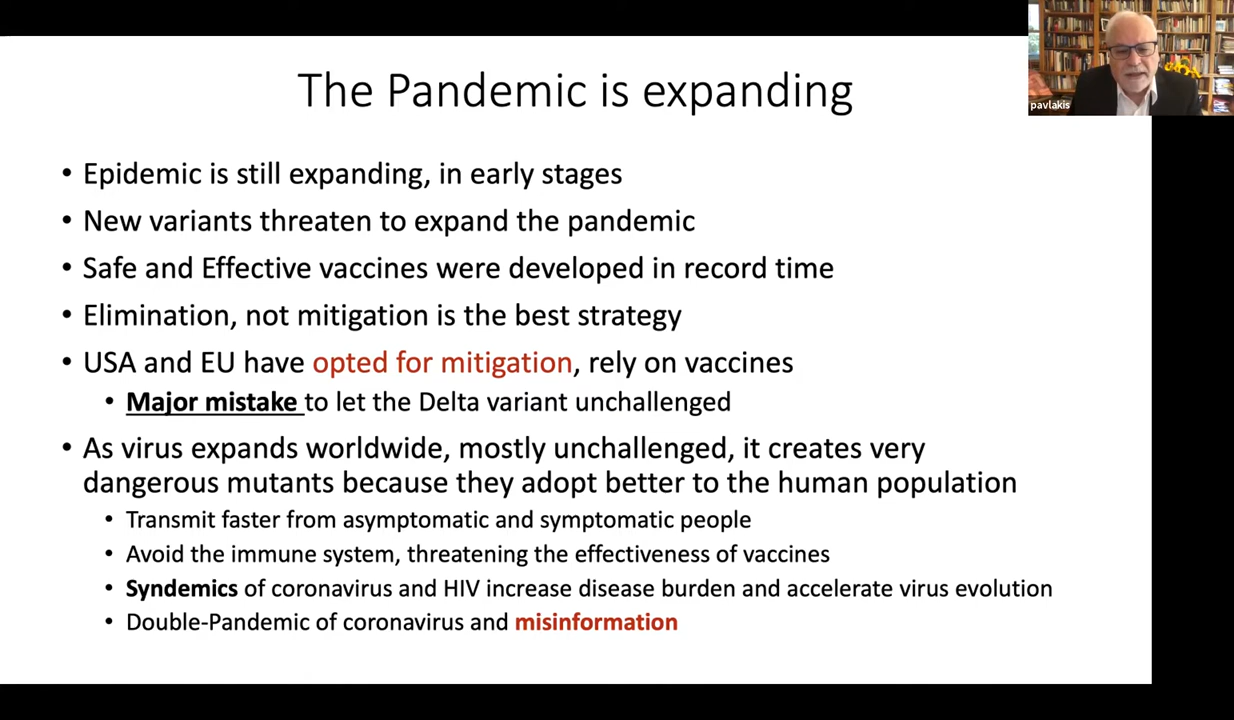 The Pandemic is expanding
pavlakis
• Epidemic is still expanding, in early stages
• New variants threaten to expand the pandemic
• Safe and Effective vaccines were developed in record time
• Elimination, not mitigation is the best strategy
• USA and EU have opted for mitigation, rely on vaccines
• Major mistake to let the Delta variant unchallenged
• As virus expands worldwide, mostly unchallenged, it creates very
dangerous mutants because they adopt better to the human population
• Transmit faster from asymptomatic and symptomatic people
• Avoid the immune system, threatening the effectiveness of vaccines
• Syndemics of coronavirus and HIV increase disease burden and accelerate virus evolution
• Double-Pandemic of coronavirus and misinformation